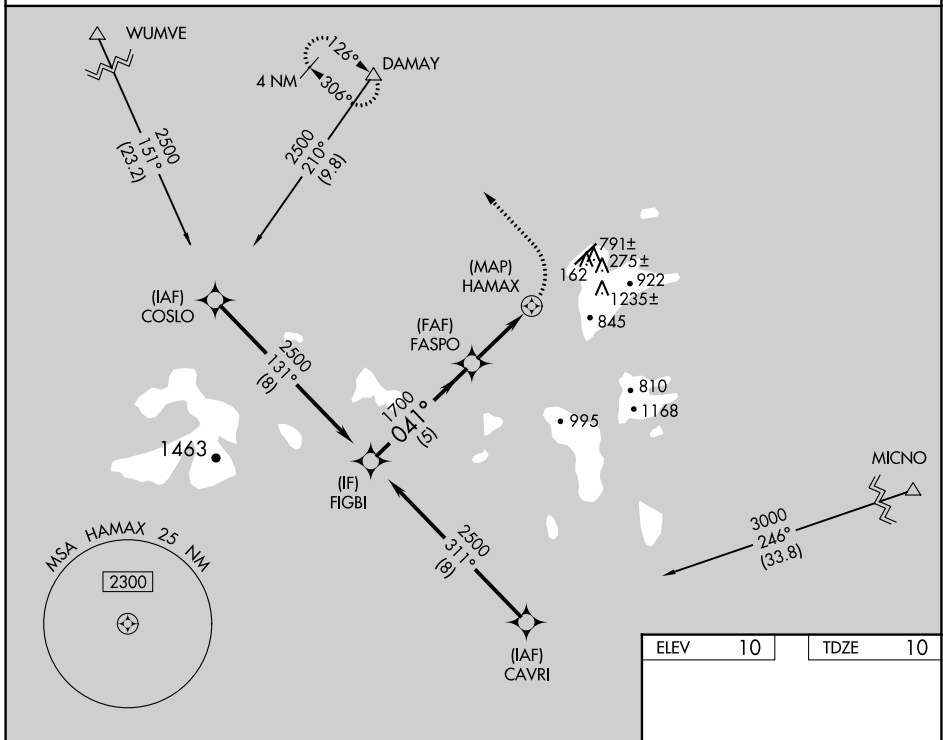 WUMVE
2500
151°
(23.2)
126°
306°
4 NM
DAMAY
2500
210°
(9.8)
(IAF)
COSLO
2500
131°
(8)
(MAP)
HAMAX
(FAF)
FASPO
791±
162
275±
922
1235±
845
1700
041°
(5)
810
1168
995
1463
(IF)
FIGBI
MICNO
3000
246°
(33.8)
2500
311°
(8)
(IAF)
CAVRI
MSA HAMAX 25 NM
2300
ELEV 10
TDZE 10